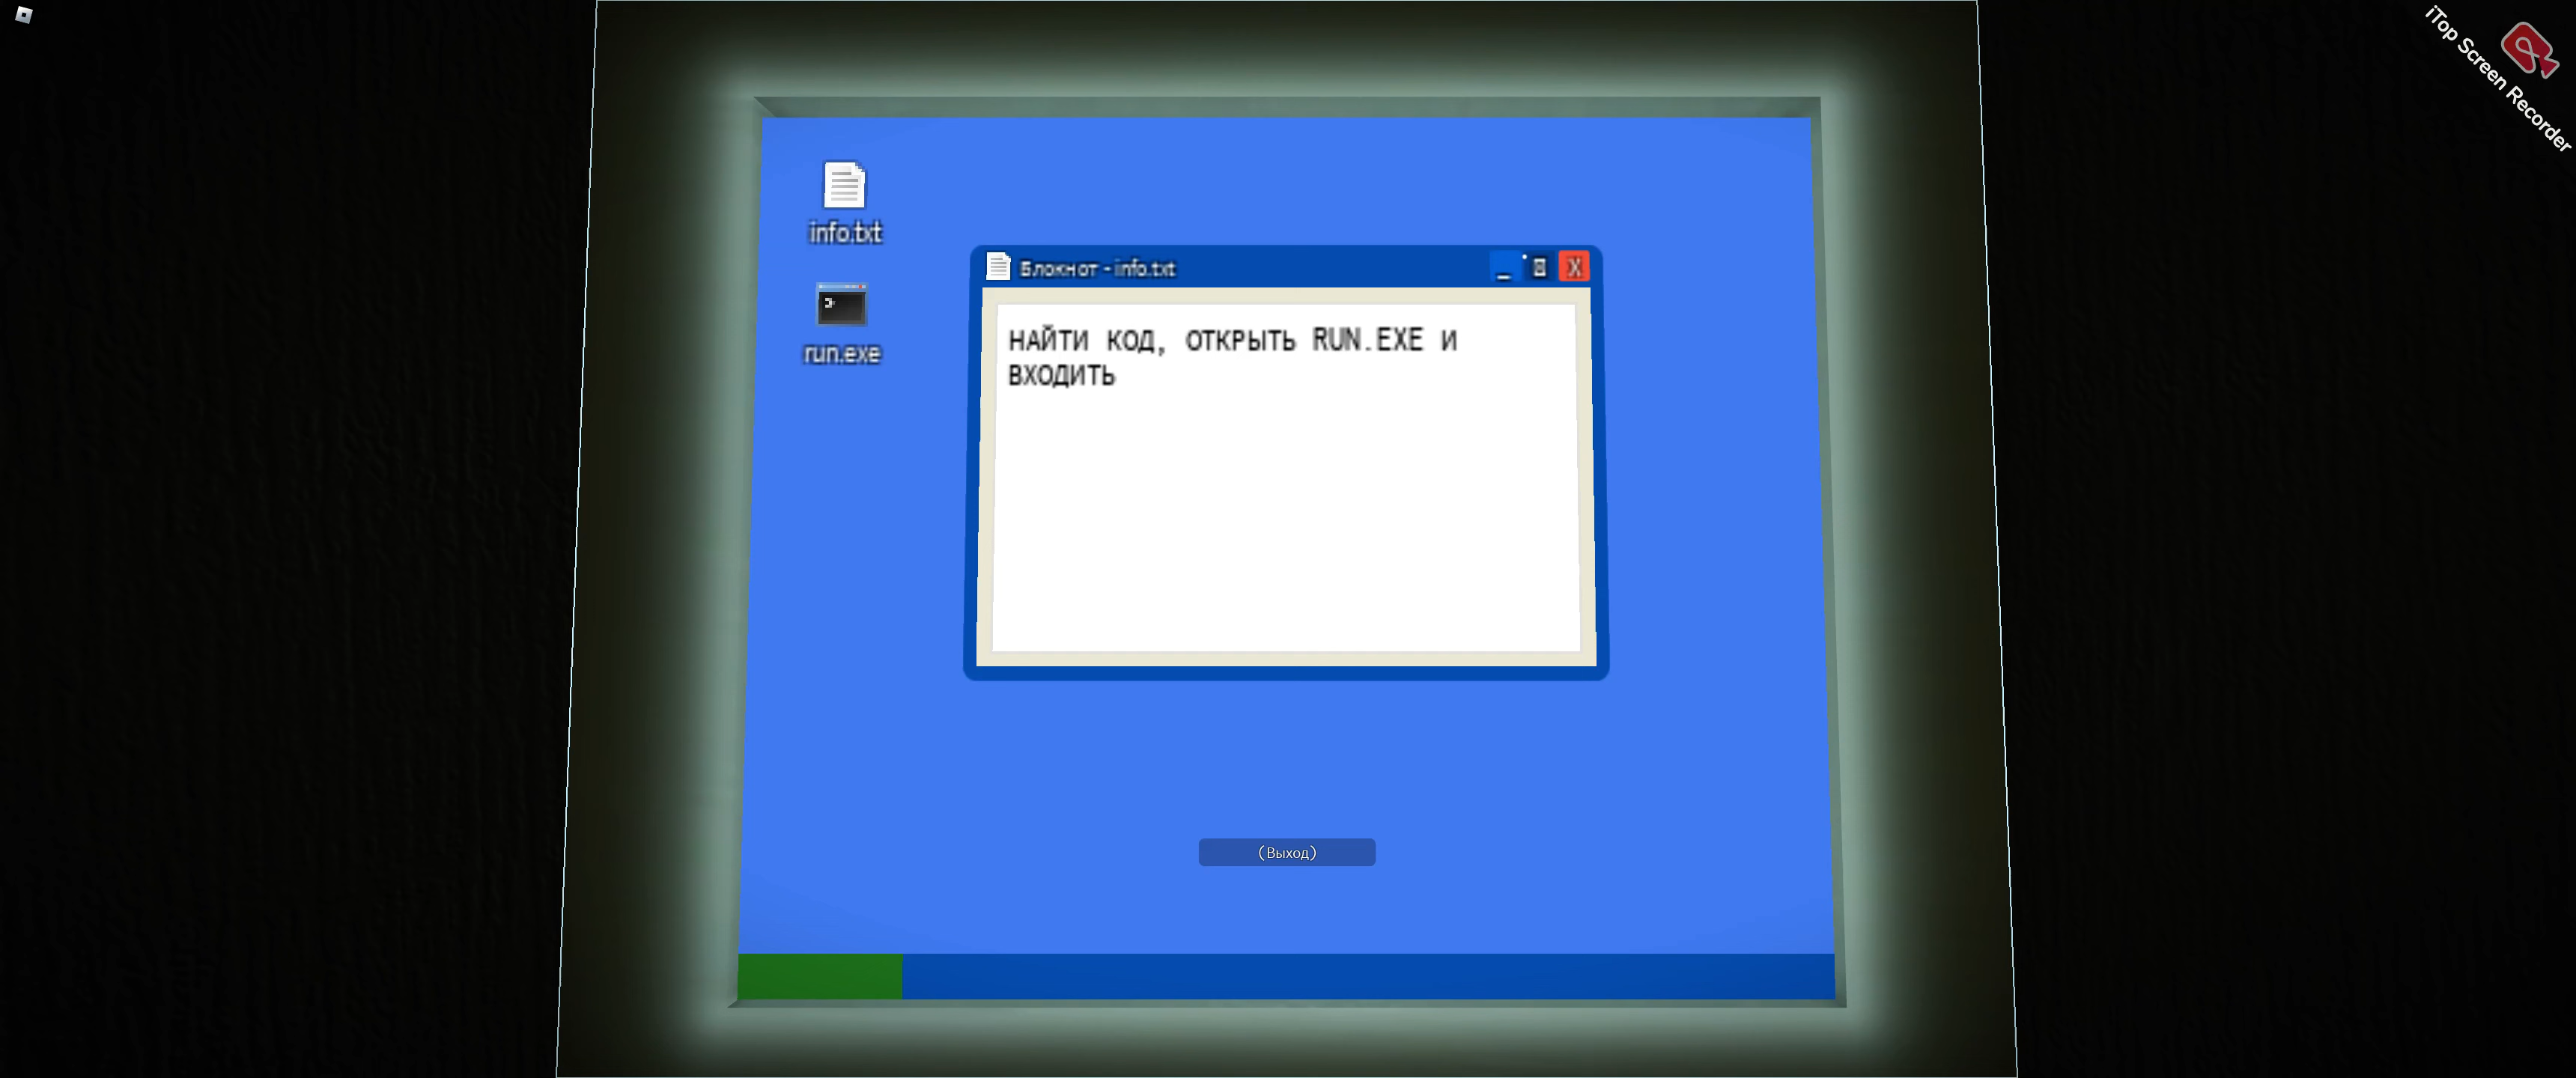 iTop Screen Recorder
info.txt
run.exe
Блокнот - info.txt
НАЙТИ КОД, ОТКРЫТЬ RUN.EXE И
ВХОДИТЬ
(Выход)